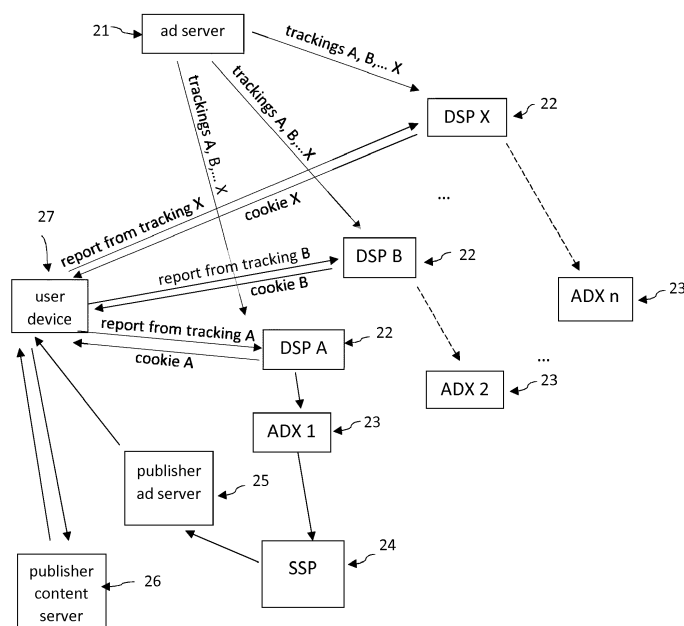 21
ad server
trackings A, B,... X
trackings A, B,...X
trackings A, B,... X
DSP X
22
...
27
report from tracking X
cookie X
DSP B
22
report from tracking B
cookie B
user
device
ADX n
23
report from tracking A
cookie A
DSP A
22
...
ADX 2
23
ADX 1
23
publisher
ad server
25
SSP
24
publisher
content
server
26